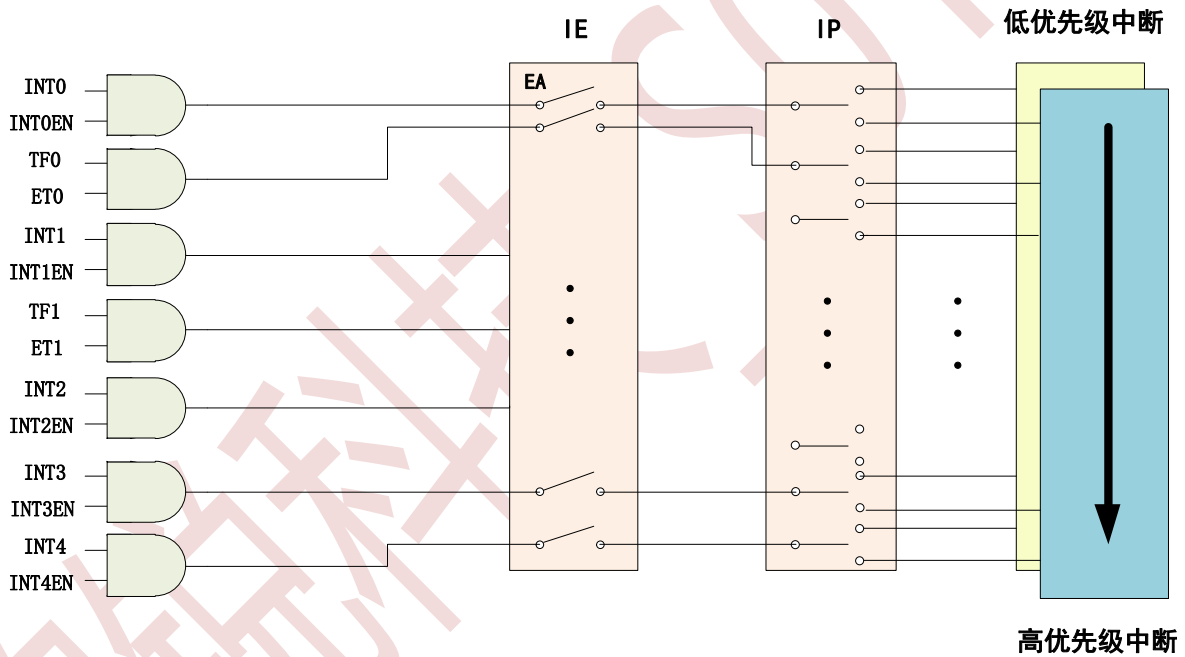 IE
IP
低优先级中断
EA
INT0
INT0EN
TF0
ET0
INT1
INT1EN
TF1
ET1
INT2
INT2EN
INT3
INT3EN
INT4
INT4EN
高优先级中断